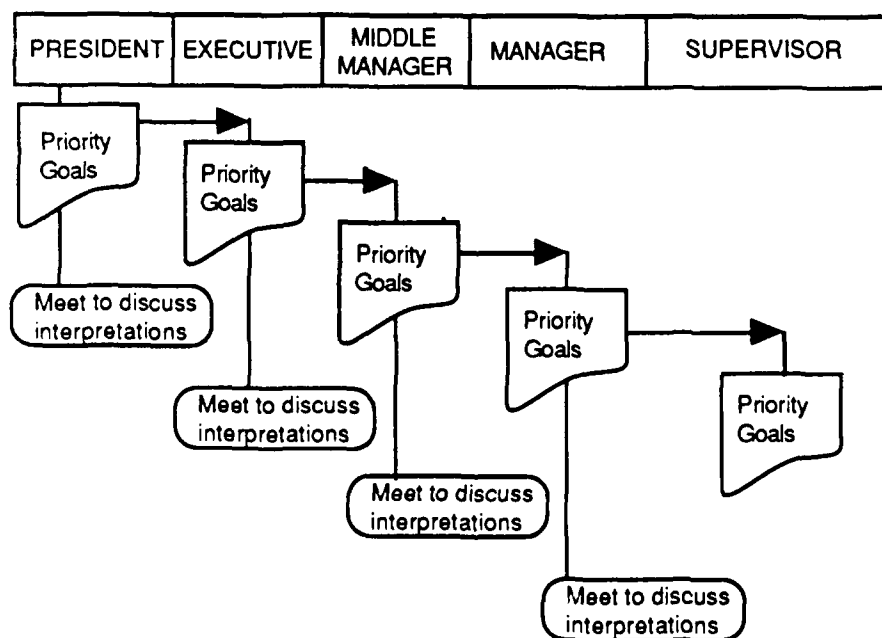 PRESIDENT
EXECUTIVE
MIDDLE
MANAGER
MANAGER
SUPERVISOR
Priority
Goals
Priority
Goals
Priority
Goals
Meet to discuss
interpretations
Priority
Goals
Meet to discuss
interpretations
Priority
Goals
Meet to discuss
interpretations
Meet to discuss
interpretations